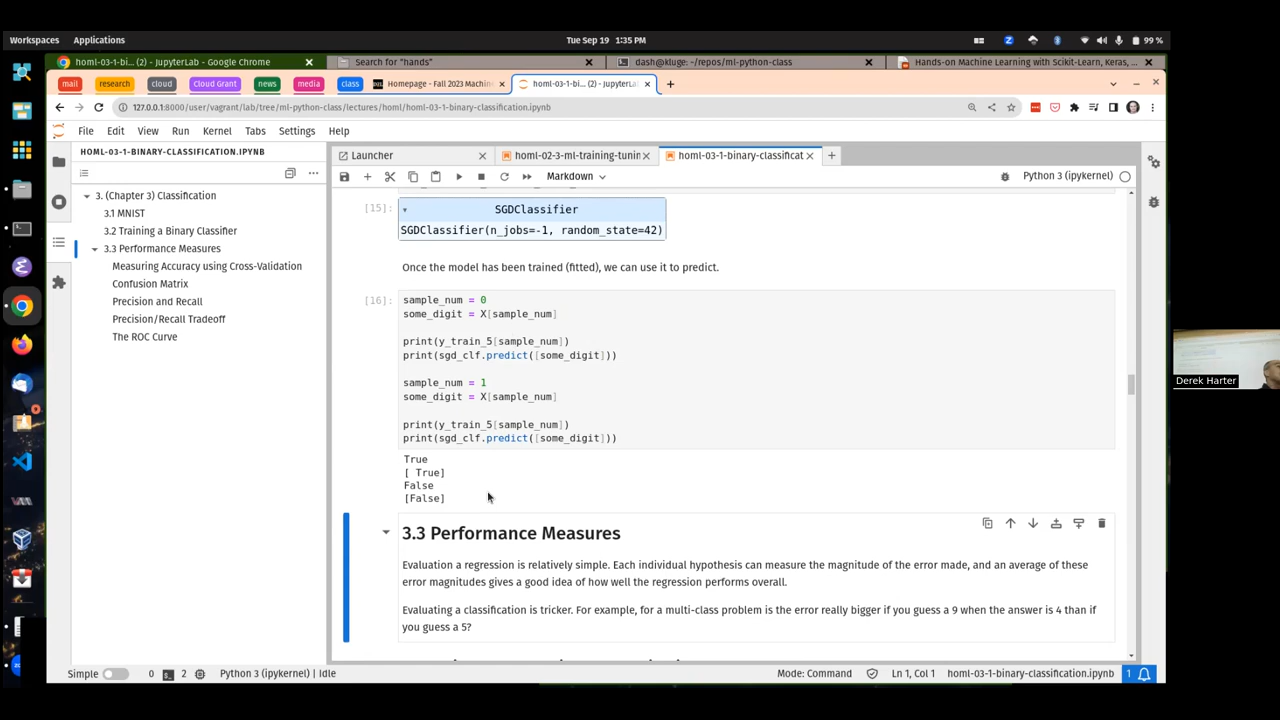 Workspaces Applications Tue Sep 19 1:35 PM 99 %
homl-03-1-bi... (2) - JupyterLab - Google Chrome Search for "hands" dash@kluge: ~/repos/ml-python-class Hands-on Machine Learning with Scikit-Learn, Keras, ...
mail research cloud Cloud Grant news media class Homepage - Fall 2023 Machin homl-03-1-bi... (2) - JupyterL
127.0.0.1:8000/user/vagrant/lab/tree/ml-python-class/lectures/homl/homl-03-1-binary-classification.ipynb
File Edit View Run Kernel Tabs Settings Help
HOML-03-1-BINARY-CLASSIFICATION.IPYNB
Launcher homl-02-3-ml-training-tunin homl-03-1-binary-classificat
Markdown Python 3 (ipykernel)
3. (Chapter 3) Classification
3.1 MNIST
3.2 Training a Binary Classifier
3.3 Performance Measures
Measuring Accuracy using Cross-Validation
Confusion Matrix
Precision and Recall
Precision/Recall Tradeoff
The ROC Curve
[15]: SGDClassifier
SGDClassifier(n_jobs=-1, random_state=42)
Once the model has been trained (fitted), we can use it to predict.
[16]: sample_num = 0
some_digit = X[sample_num]
print(y_train_5[sample_num])
print(sgd_clf.predict([some_digit]))
sample_num = 1
some_digit = X[sample_num]
print(y_train_5[sample_num])
print(sgd_clf.predict([some_digit]))
True
[ True]
False
[False]
3.3 Performance Measures
Evaluation a regression is relatively simple. Each individual hypothesis can measure the magnitude of the error made, and an average of these
error magnitudes gives a good idea of how well the regression performs overall.
Evaluating a classification is tricker. For example, for a multi-class problem is the error really bigger if you guess a 9 when the answer is 4 than if
you guess a 5?
Simple 0 2 Python 3 (ipykernel) | Idle Mode: Command Ln 1, Col 1 homl-03-1-binary-classification.ipynb 1
Derek Harter